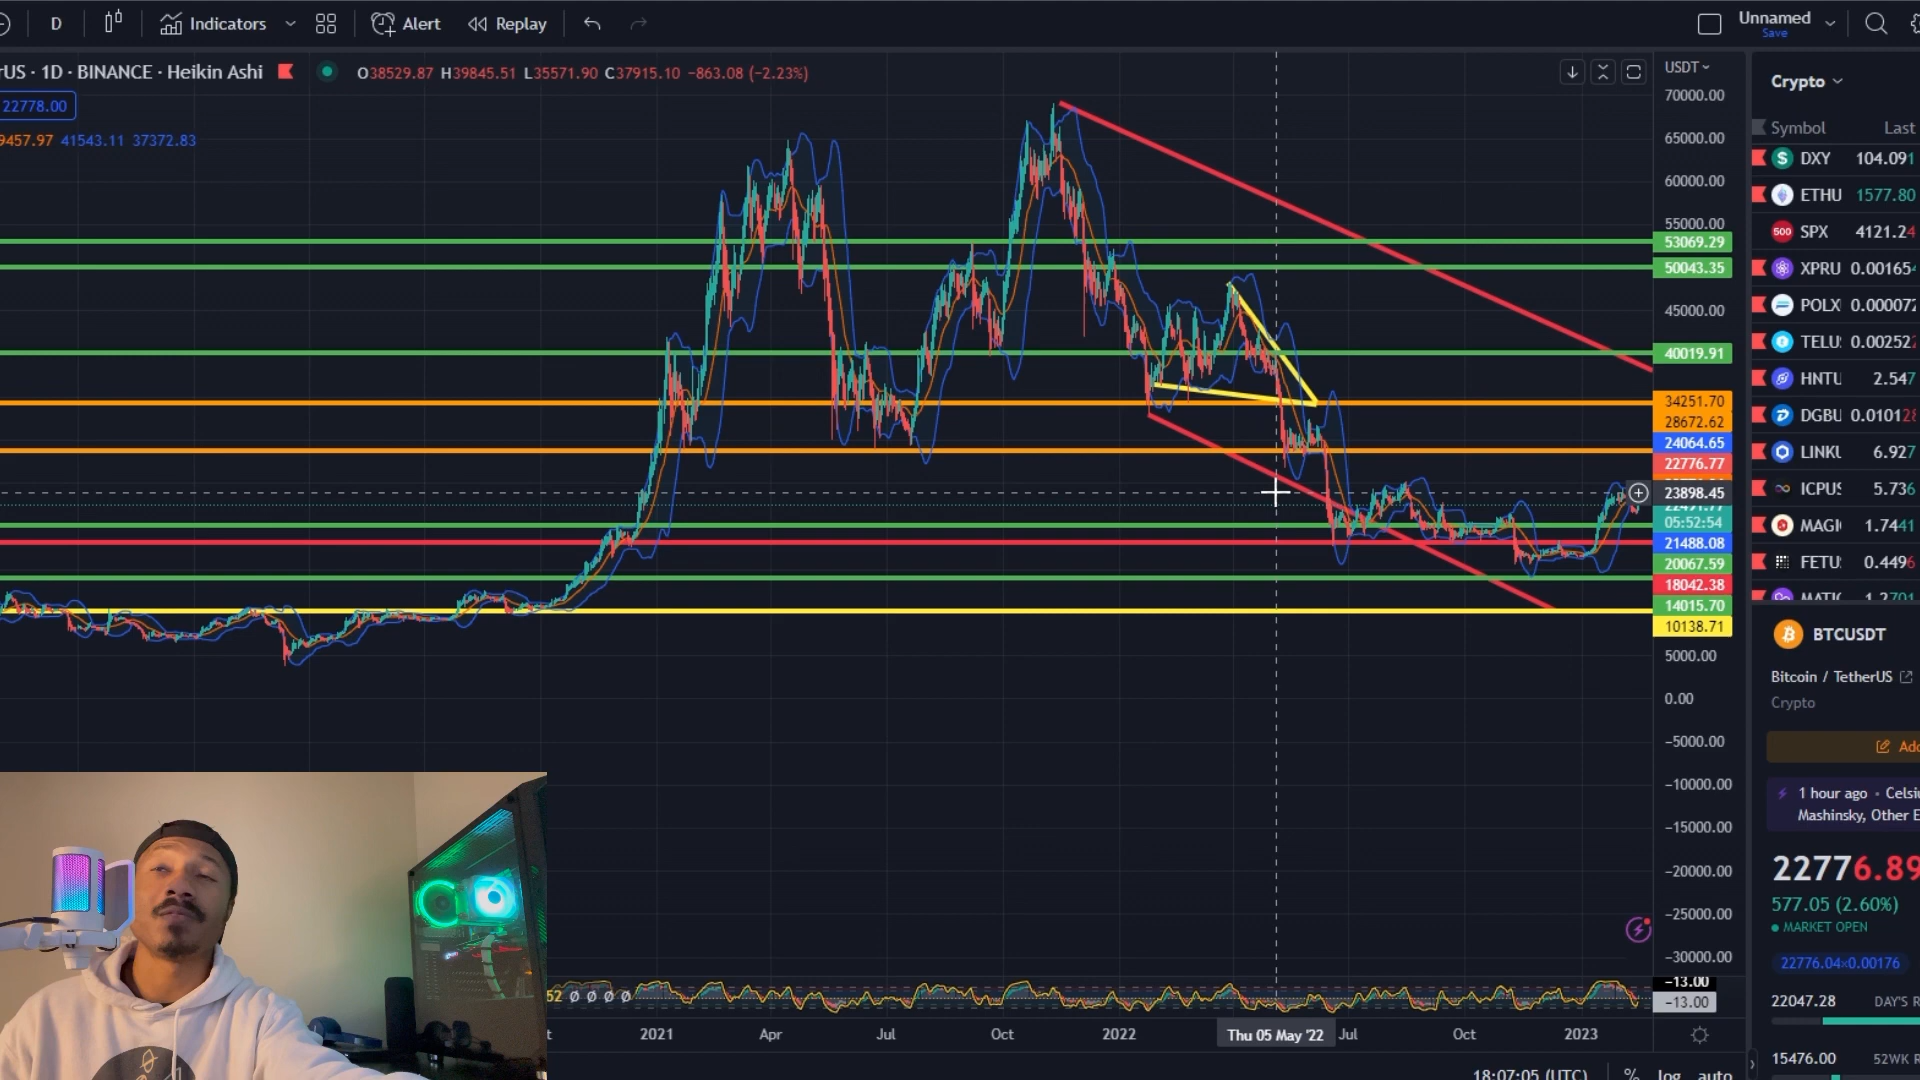 D Indicators Alert Replay Unnamed
Save
rUS · 1D · BINANCE · Heikin Ashi O38529.87 H39845.51 L35571.90 C37915.10 −863.08 (−2.23%)
22778.00
9457.97 41543.11 37372.83
USDT
70000.00
65000.00
60000.00
55000.00
53069.29
50043.35
45000.00
40019.91
34251.70
28672.62
24064.65
22776.77
23898.45
05:52:54
21488.08
20067.59
18042.38
14015.70
10138.71
5000.00
0.00
−5000.00
−10000.00
−15000.00
−20000.00
−25000.00
−30000.00
−13.00
−13.00
52 Ø Ø Ø Ø
2021 Apr Jul Oct 2022 Thu 05 May '22 Jul Oct 2023
18:07:05 (UTC) % log auto
Crypto
Symbol Last
DXY 104.091
ETHU 1577.80
500 SPX 4121.24
XPRU 0.00165
POLX 0.000072
TELU 0.002522
HNTU 2.547
DGBU 0.010128
LINKU 6.927
ICPUS 5.736
MAGI 1.7441
FETU 0.4496
MATI 1.2701
BTCUSDT
Bitcoin / TetherUS
Crypto
Add
1 hour ago · Celsiu
Mashinsky, Other E
22776.89
577.05 (2.60%)
MARKET OPEN
22776.04×0.00176
22047.28 DAY'S R
15476.00 52WK R